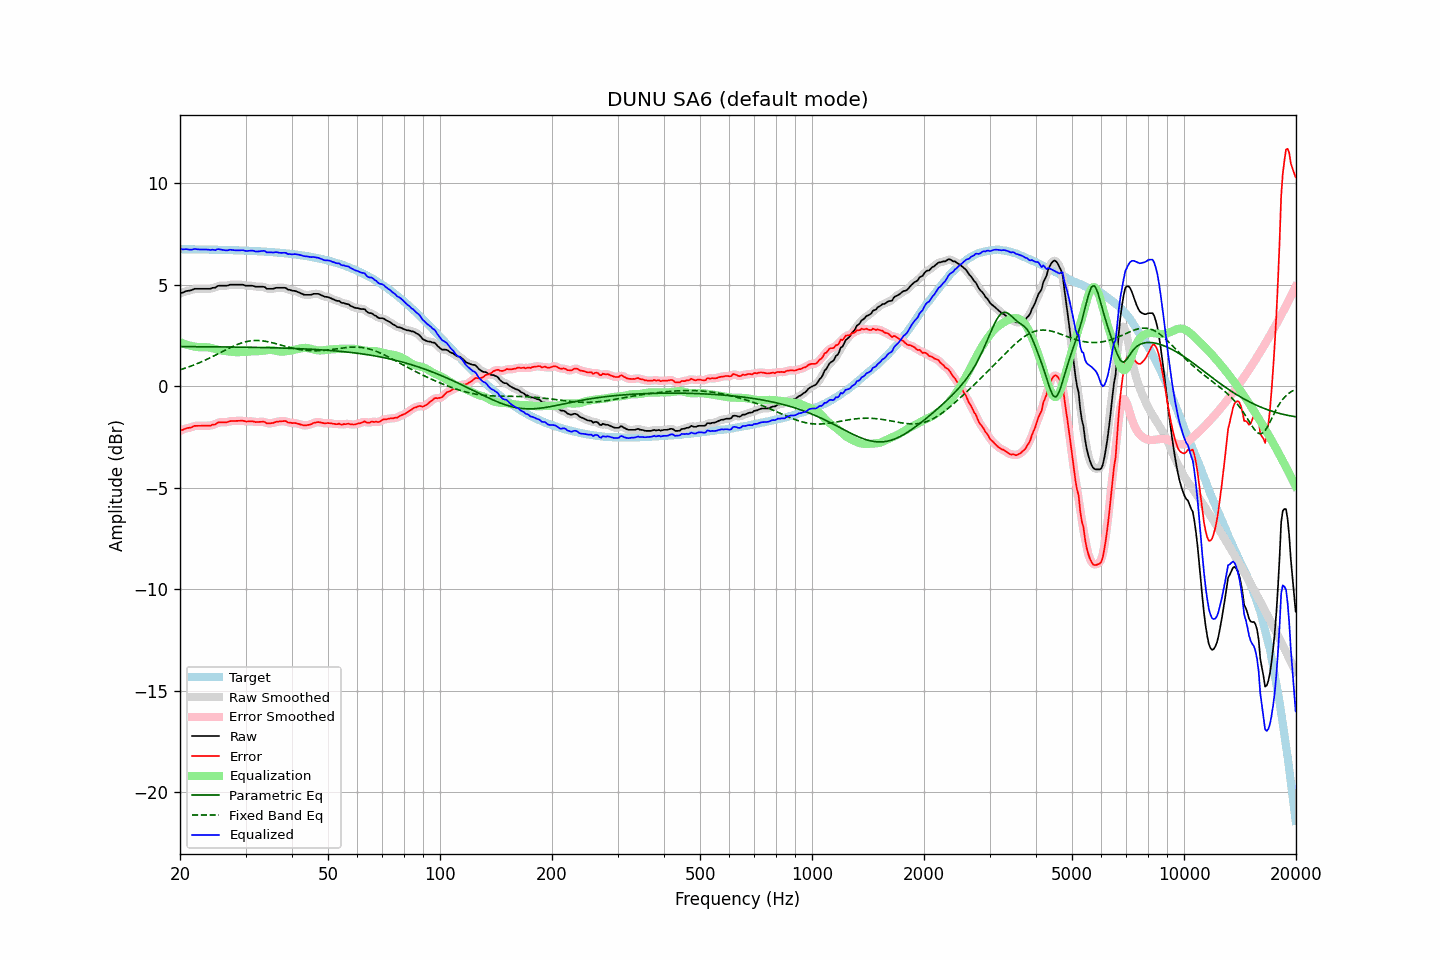 DUNU SA6 (default mode)
10
5
0
−5
−10
−15
−20
Amplitude (dBr)
Target
Raw Smoothed
Error Smoothed
Raw
Error
Equalization
Parametric Eq
Fixed Band Eq
Equalized
20 50 100 200 500 1000 2000 5000 10000 20000
Frequency (Hz)